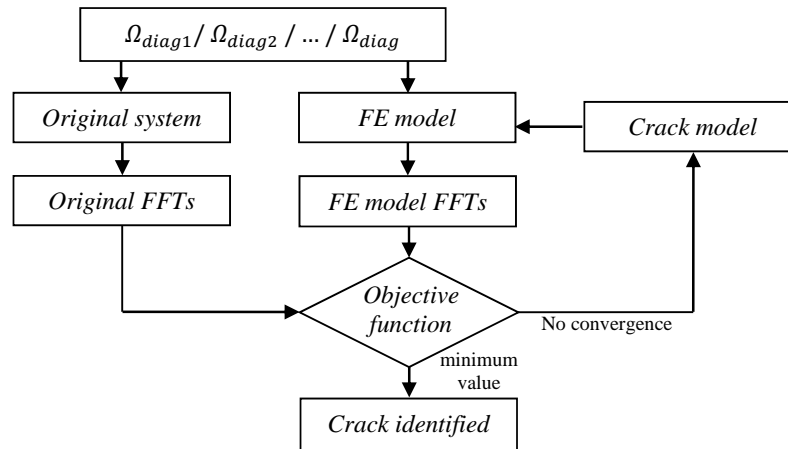 Ω_diag1 / Ω_diag2 / … / Ω_diag
Original system
FE model
Crack model
Original FFTs
FE model FFTs
Objective
function
No convergence
minimum
value
Crack identified